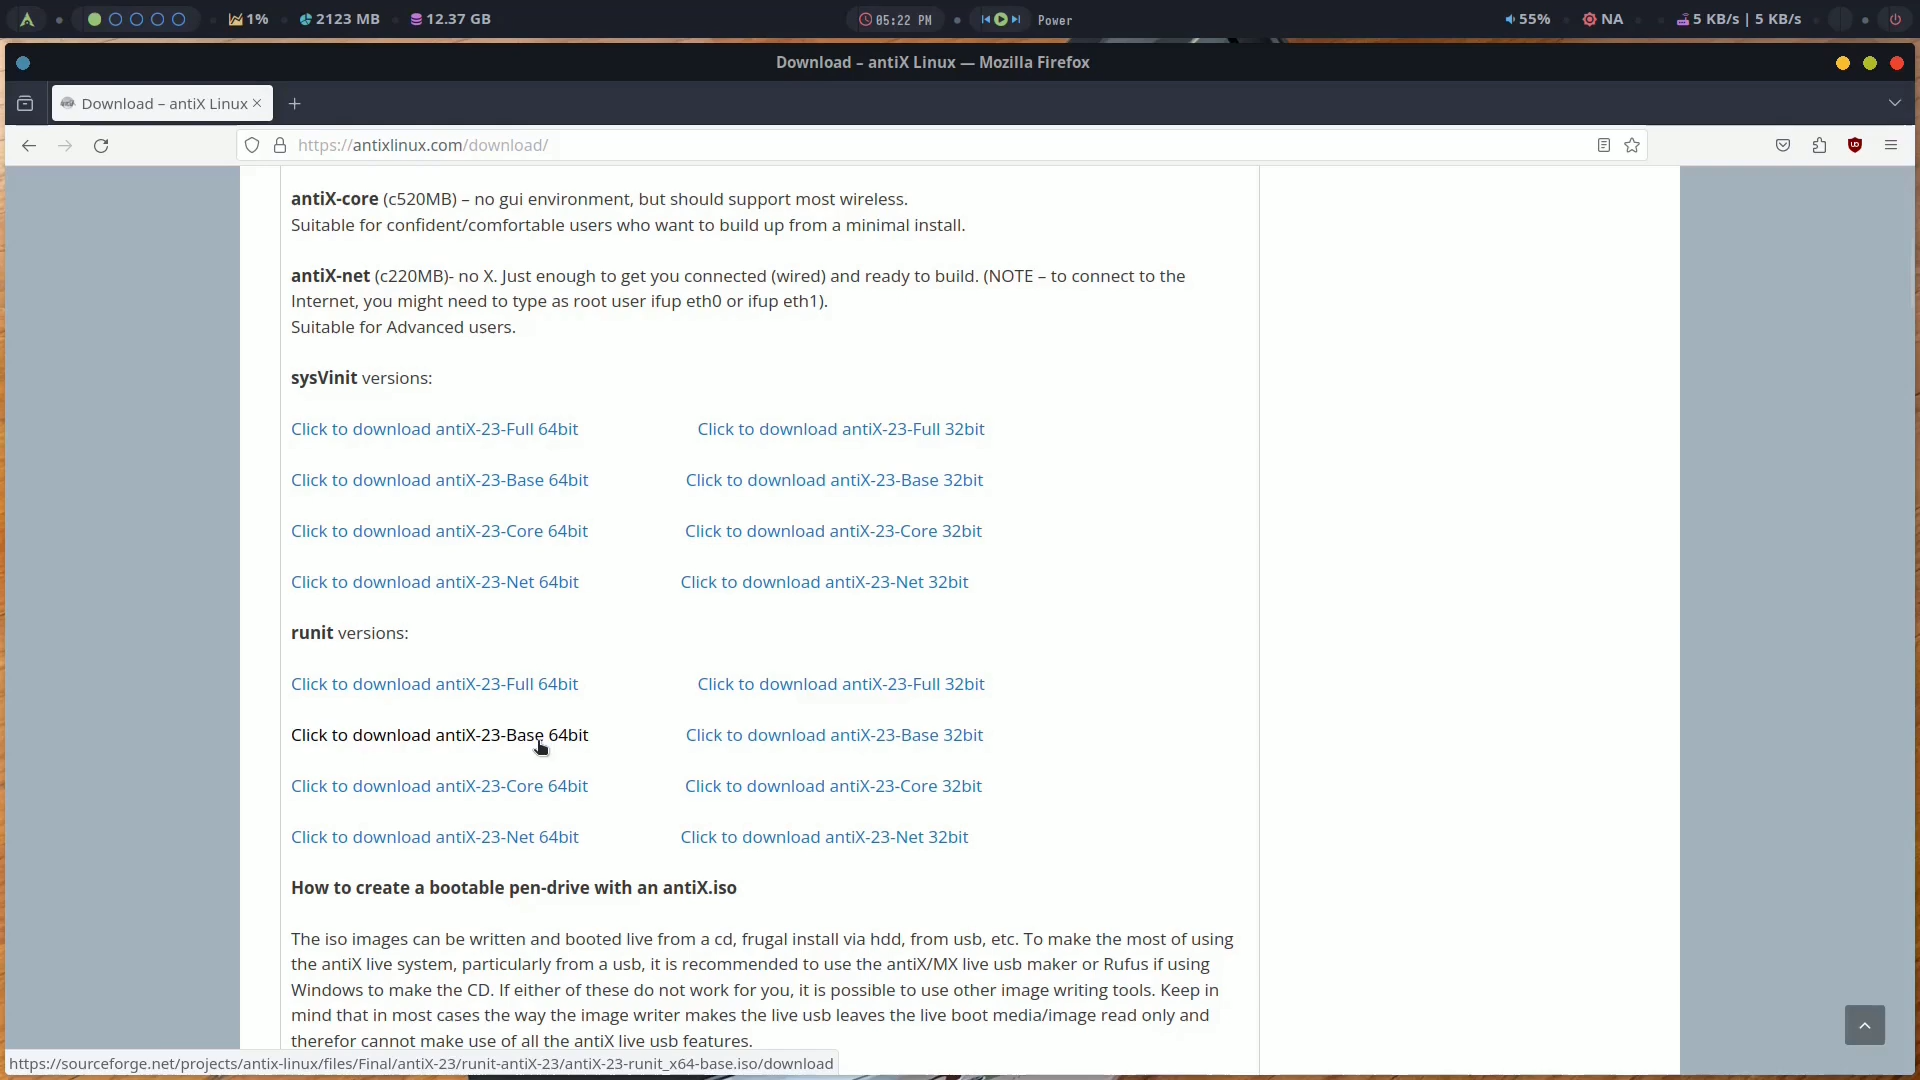 1% 2123 MB 12.37 GB 05:22 PM Power 55% NA 5 KB/s | 5 KB/s
Download – antiX Linux — Mozilla Firefox
Download – antiX Linux
https://antixlinux.com/download/
antiX-core (c520MB) – no gui environment, but should support most wireless.
Suitable for confident/comfortable users who want to build up from a minimal install.
antiX-net (c220MB)- no X. Just enough to get you connected (wired) and ready to build. (NOTE – to connect to the
Internet, you might need to type as root user ifup eth0 or ifup eth1).
Suitable for Advanced users.
sysVinit versions:
Click to download antiX-23-Full 64bit Click to download antiX-23-Full 32bit
Click to download antiX-23-Base 64bit Click to download antiX-23-Base 32bit
Click to download antiX-23-Core 64bit Click to download antiX-23-Core 32bit
Click to download antiX-23-Net 64bit Click to download antiX-23-Net 32bit
runit versions:
Click to download antiX-23-Full 64bit Click to download antiX-23-Full 32bit
Click to download antiX-23-Base 64bit Click to download antiX-23-Base 32bit
Click to download antiX-23-Core 64bit Click to download antiX-23-Core 32bit
Click to download antiX-23-Net 64bit Click to download antiX-23-Net 32bit
How to create a bootable pen-drive with an antiX.iso
The iso images can be written and booted live from a cd, frugal install via hdd, from usb, etc. To make the most of using
the antiX live system, particularly from a usb, it is recommended to use the antiX/MX live usb maker or Rufus if using
Windows to make the CD. If either of these do not work for you, it is possible to use other image writing tools. Keep in
mind that in most cases the way the image writer makes the live usb leaves the live boot media/image read only and
therefor cannot make use of all the antiX live usb features.
https://sourceforge.net/projects/antix-linux/files/Final/antiX-23/runit-antiX-23/antiX-23-runit_x64-base.iso/download